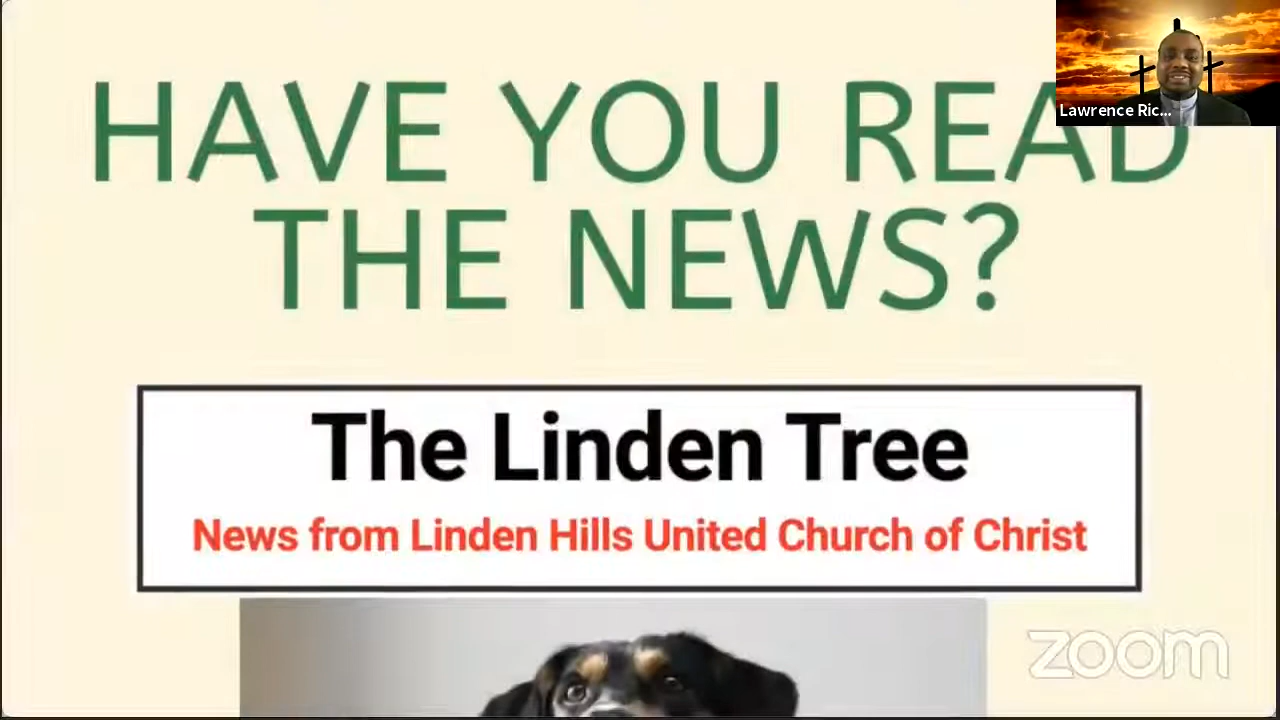 HAVE YOU READ
THE NEWS?
Lawrence Ric...
The Linden Tree
News from Linden Hills United Church of Christ
zoom